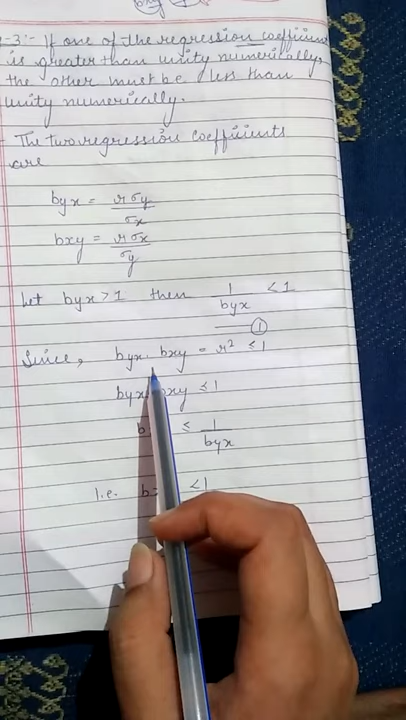 -3:- If one of the regression coefficient
is greater than unity numerically,
the other must be less than
unity numerically.
The two regression coefficients
are
byx = rσy/σx
bxy = rσx/σy
Let byx > 1 then 1/byx < 1
①
Since, byx. bxy = r² ≤ 1
byx bxy ≤ 1
b ≤ 1/byx
i.e. b < 1